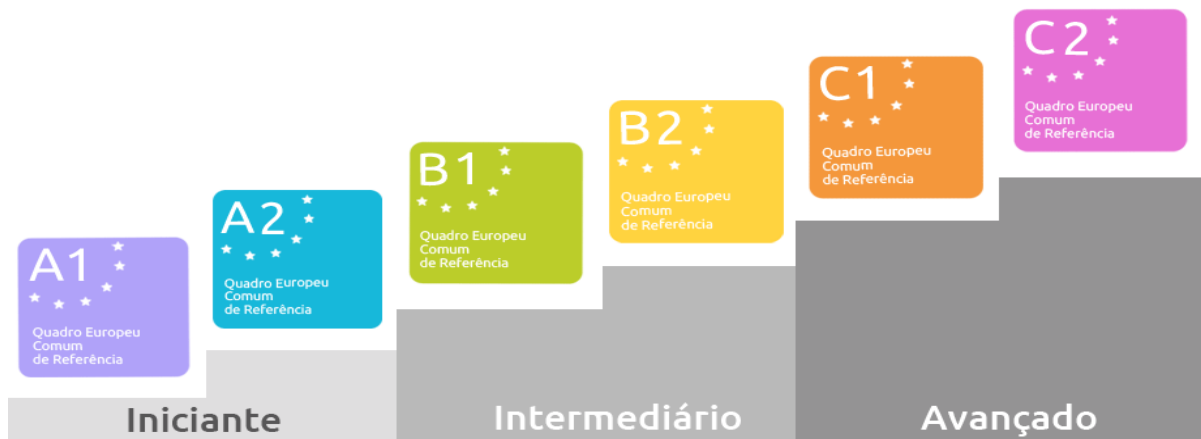 A1
Quadro Europeu
Comum
de Referência
A2
Quadro Europeu
Comum
de Referência
B1
Quadro Europeu
Comum
de Referência
B2
Quadro Europeu
Comum
de Referência
C1
Quadro Europeu
Comum
de Referência
C2
Quadro Europeu
Comum
de Referência
Iniciante
Intermediário
Avançado